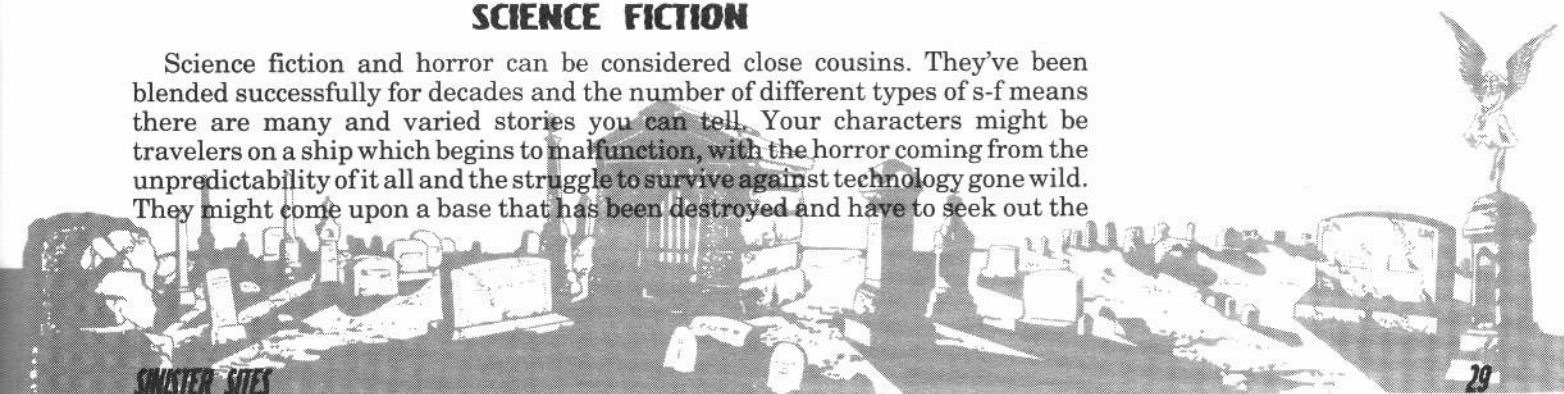 SCIENCE FICTION
Science fiction and horror can be considered close cousins. They've been
blended successfully for decades and the number of different types of s-f means
there are many and varied stories you can tell. Your characters might be
travelers on a ship which begins to malfunction, with the horror coming from the
unpredictability of it all and the struggle to survive against technology gone wild.
They might come upon a base that has been destroyed and have to seek out the
SINISTER SITES
29